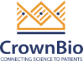 CrownBio
CONNECTING SCIENCE TO PATIENTS